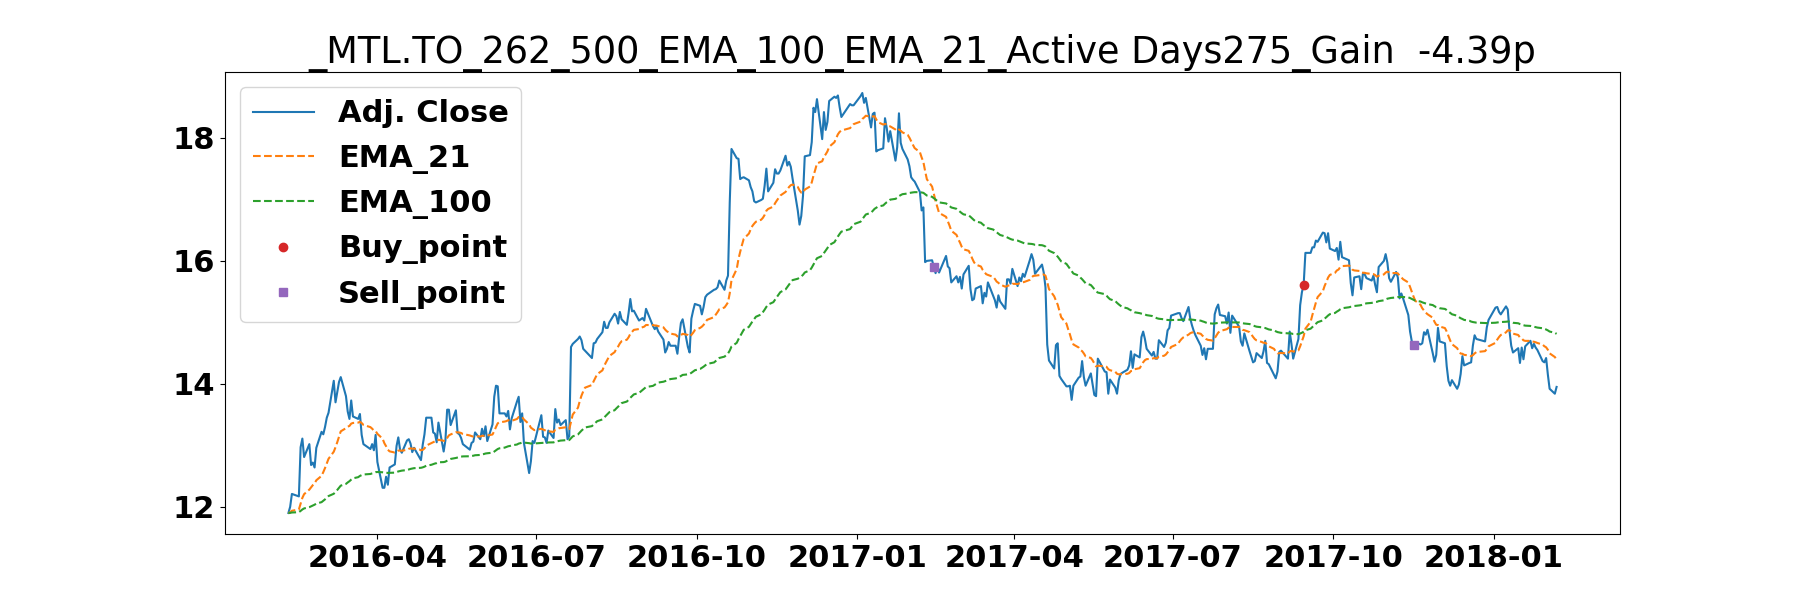 _MTL.TO_262_500_EMA_100_EMA_21_Active Days275_Gain  -4.39p
Adj. Close
EMA_21
EMA_100
Buy_point
Sell_point
18
16
14
12
2016-04 2016-07 2016-10 2017-01 2017-04 2017-07 2017-10 2018-01